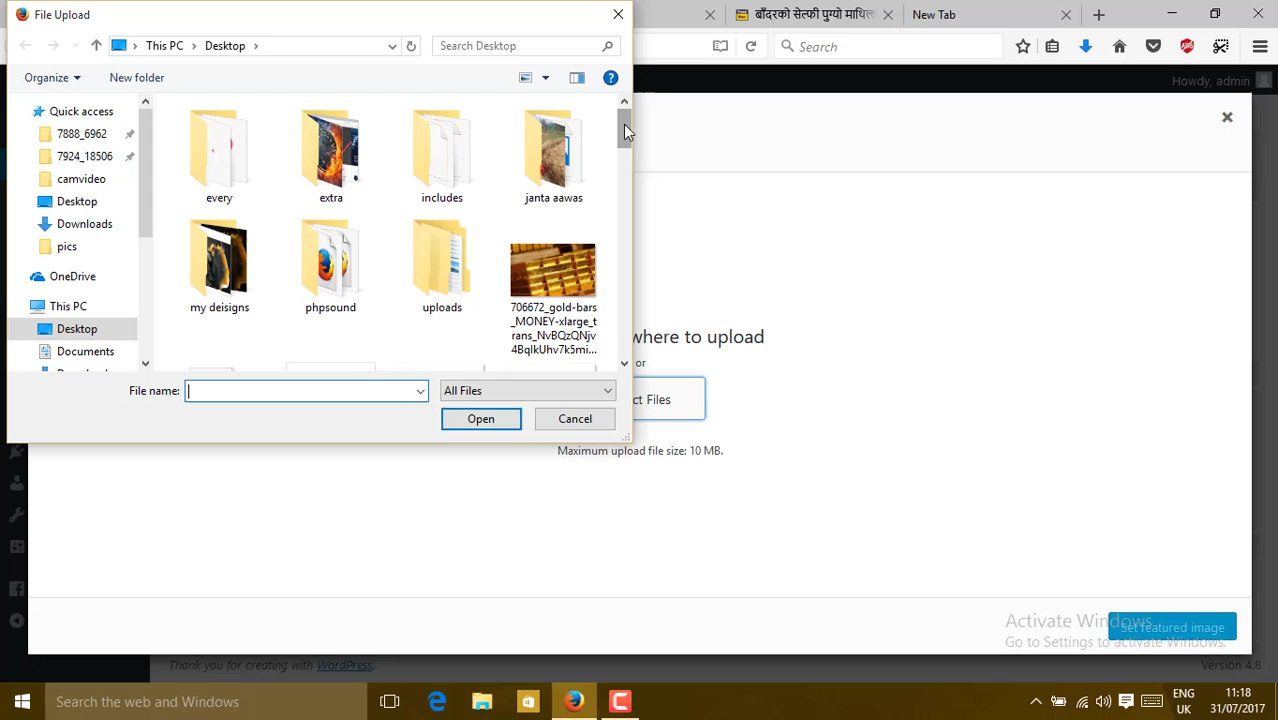 File Upload
बाँदरको सेल्फी पुग्यो माथिल्ल
New Tab
This PC
Desktop
Search Desktop
Search
Organize
New folder
Howdy, admin
Quick access
7888_6962
7924_18506
camvideo
Desktop
Downloads
pics
OneDrive
This PC
Desktop
Documents
every
extra
includes
janta aawas
my deisigns
phpsound
uploads
706672_gold-bars
_MONEY-xlarge_t
rans_NvBQzQNjv
4BqlkUhv7k5mi...
where to upload
or
ct Files
Maximum upload file size: 10 MB.
File name:
All Files
Open
Cancel
Set featured image
Activate Windows
Go to Settings to activate Windows.
Thank you for creating with WordPress.
Version 4.8
Search the web and Windows
ENG
UK
11:18
31/07/2017